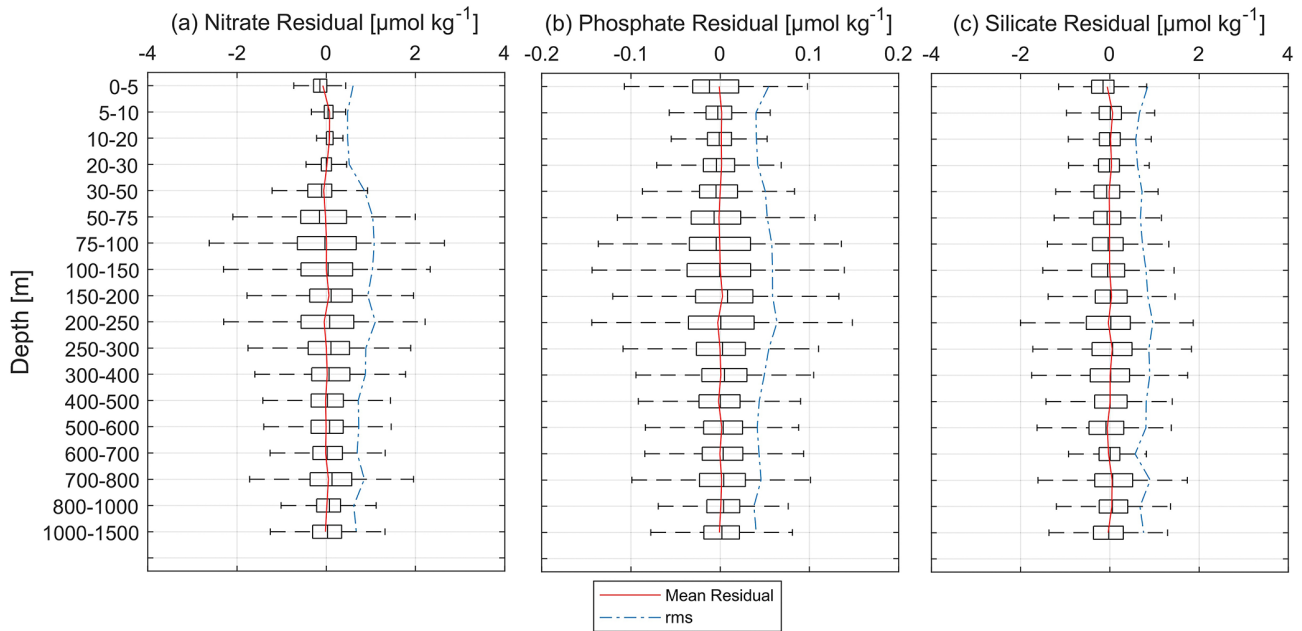 (a) Nitrate Residual [µmol kg⁻¹]
(b) Phosphate Residual [µmol kg⁻¹]
(c) Silicate Residual [µmol kg⁻¹]
-4 -2 0 2 4
-0.2 -0.1 0 0.1 0.2
-4 -2 0 2 4
Depth [m]
0-5
5-10
10-20
20-30
30-50
50-75
75-100
100-150
150-200
200-250
250-300
300-400
400-500
500-600
600-700
700-800
800-1000
1000-1500
Mean Residual
rms